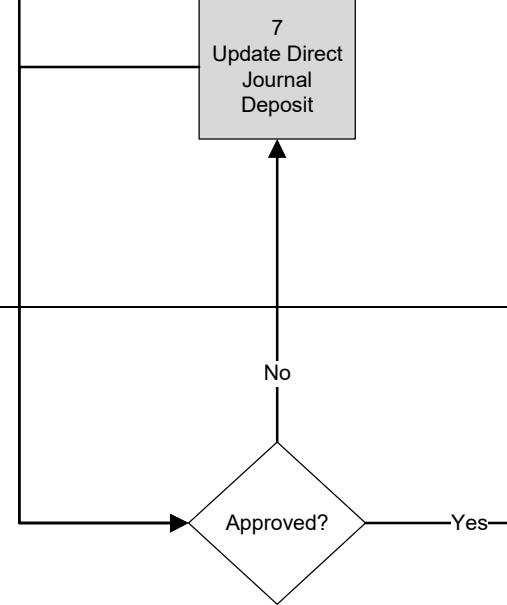 7
Update Direct
Journal
Deposit
No
Approved?
Yes